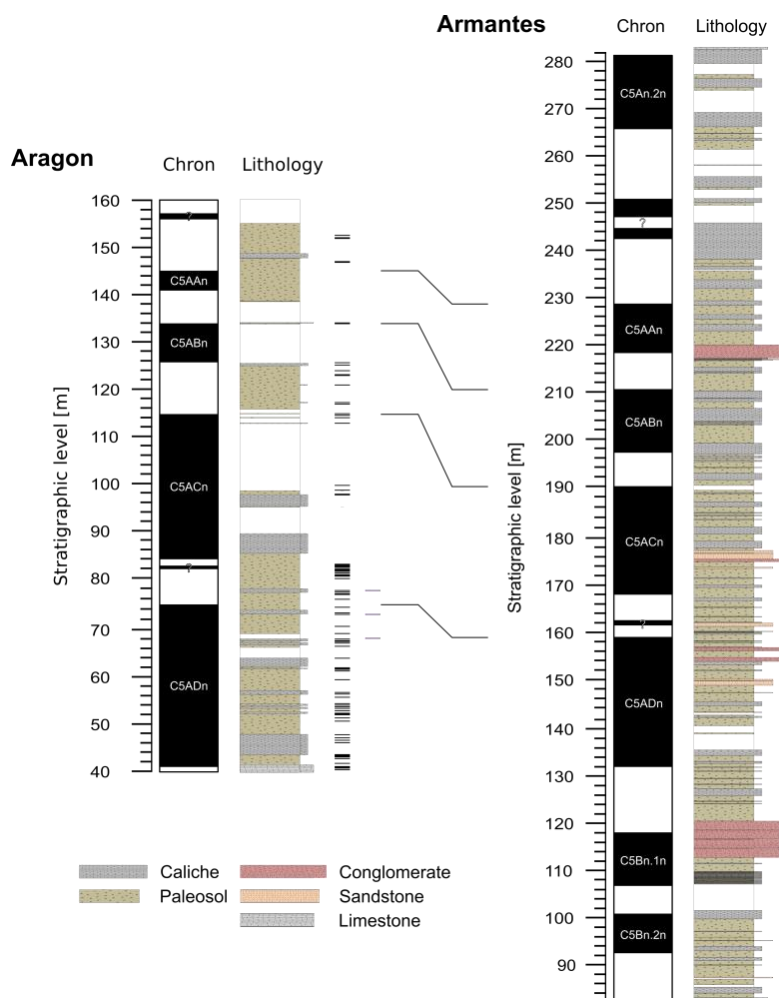 Armantes
Chron
Lithology
280
270
260
250
240
230
220
210
200
190
180
170
160
150
140
130
120
110
100
90
Stratigraphic level [m]
C5An.2n
?
C5AAn
C5ABn
C5ACn
?
C5ADn
C5Bn.1n
C5Bn.2n
Aragon
Chron
Lithology
160
150
140
130
120
110
100
90
80
70
60
50
40
Stratigraphic level [m]
?
C5AAn
C5ABn
C5ACn
?
C5ADn
Caliche
Paleosol
Conglomerate
Sandstone
Limestone